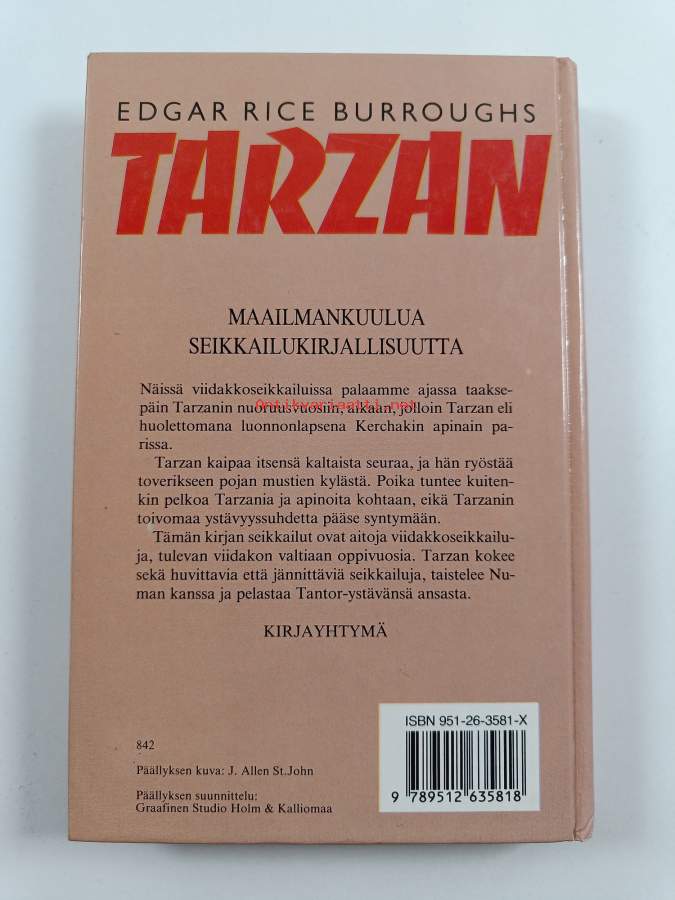 EDGAR RICE BURROUGHS
TARZAN
MAAILMANKUULUA
SEIKKAILUKIRJALLISUUTTA
Näissä viidakkoseikkailuissa palaamme ajassa taakse-
päin Tarzanin nuoruusvuosiin, aikaan, jolloin Tarzan eli
Antikvariaatti.net
huolettomana luonnonlapsena Kerchakin apinain pa-
rissa.
Tarzan kaipaa itsensä kaltaista seuraa, ja hän ryöstää
toverikseen pojan mustien kylästä. Poika tuntee kuiten-
kin pelkoa Tarzania ja apinoita kohtaan, eikä Tarzanin
toivomaa ystävyyssuhdetta pääse syntymään.
Tämän kirjan seikkailut ovat aitoja viidakkoseikkailu-
ja, tulevan viidakon valtiaan oppivuosia. Tarzan kokee
sekä huvittavia että jännittäviä seikkailuja, taistelee Nu-
man kanssa ja pelastaa Tantor-ystävänsä ansasta.
KIRJAYHTYMÄ
842
Päällyksen kuva: J. Allen St.John
Päällyksen suunnittelu:
Graafinen Studio Holm & Kalliomaa
ISBN 951-26-3581-X
9 789512 635818